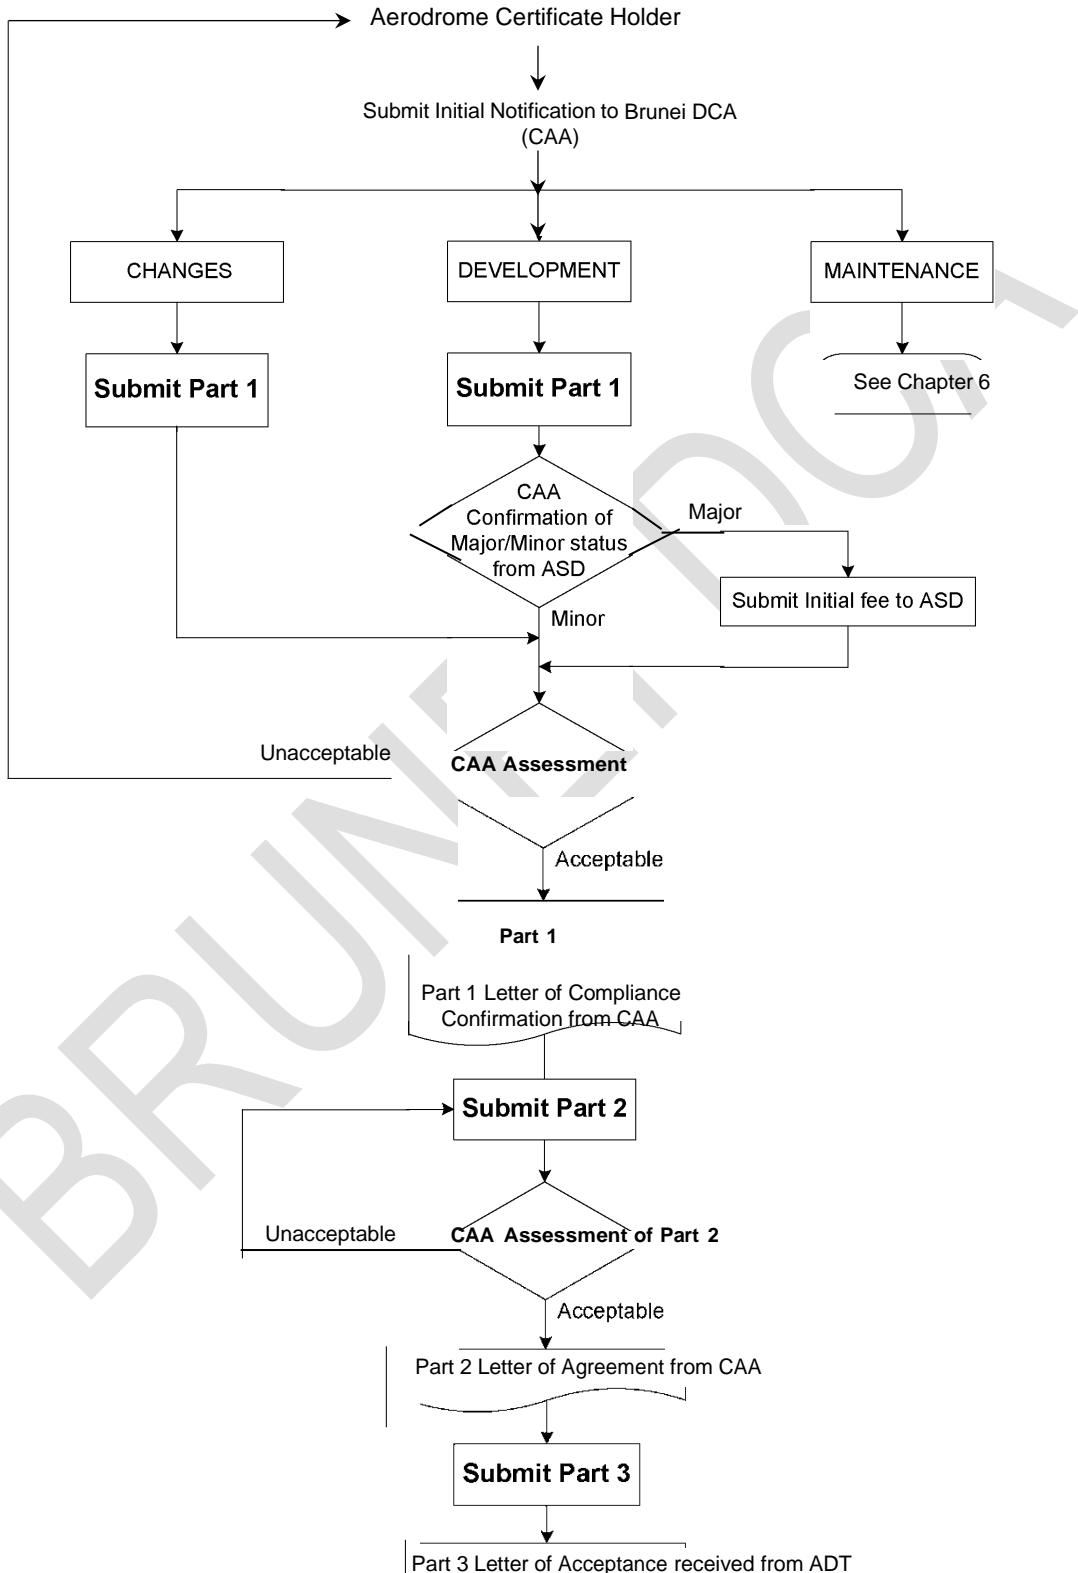 Aerodrome Certificate Holder
Submit Initial Notification to Brunei DCA
(CAA)
CHANGES
DEVELOPMENT
MAINTENANCE
Submit Part 1
Submit Part 1
See Chapter 6
CAA
Confirmation of
Major/Minor status
from ASD
Major
Submit Initial fee to ASD
Minor
Unacceptable
CAA Assessment
Acceptable
Part 1
Part 1 Letter of Compliance
Confirmation from CAA
Submit Part 2
Unacceptable
CAA Assessment of Part 2
Acceptable
Part 2 Letter of Agreement from CAA
Submit Part 3
Part 3 Letter of Acceptance received from ADT
BRUNEI DCA